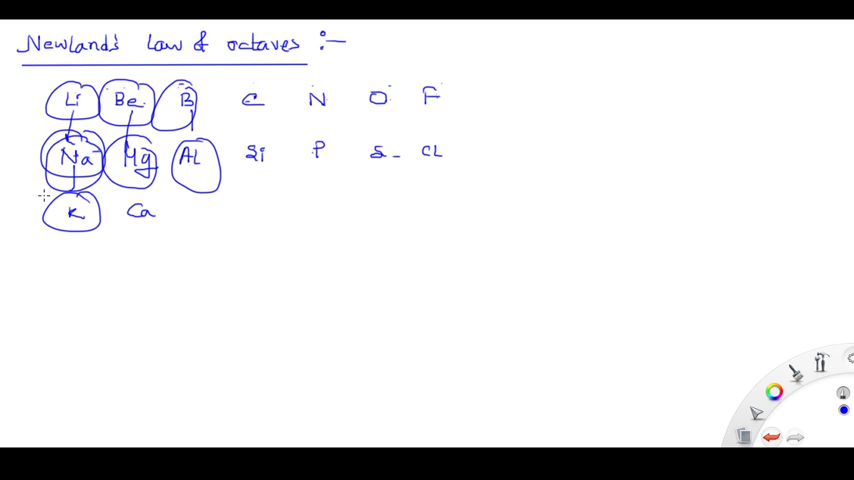 Newland's Law of octaves :-
Li Be B C N O F
Na Mg AL Si P S CL
K Ca